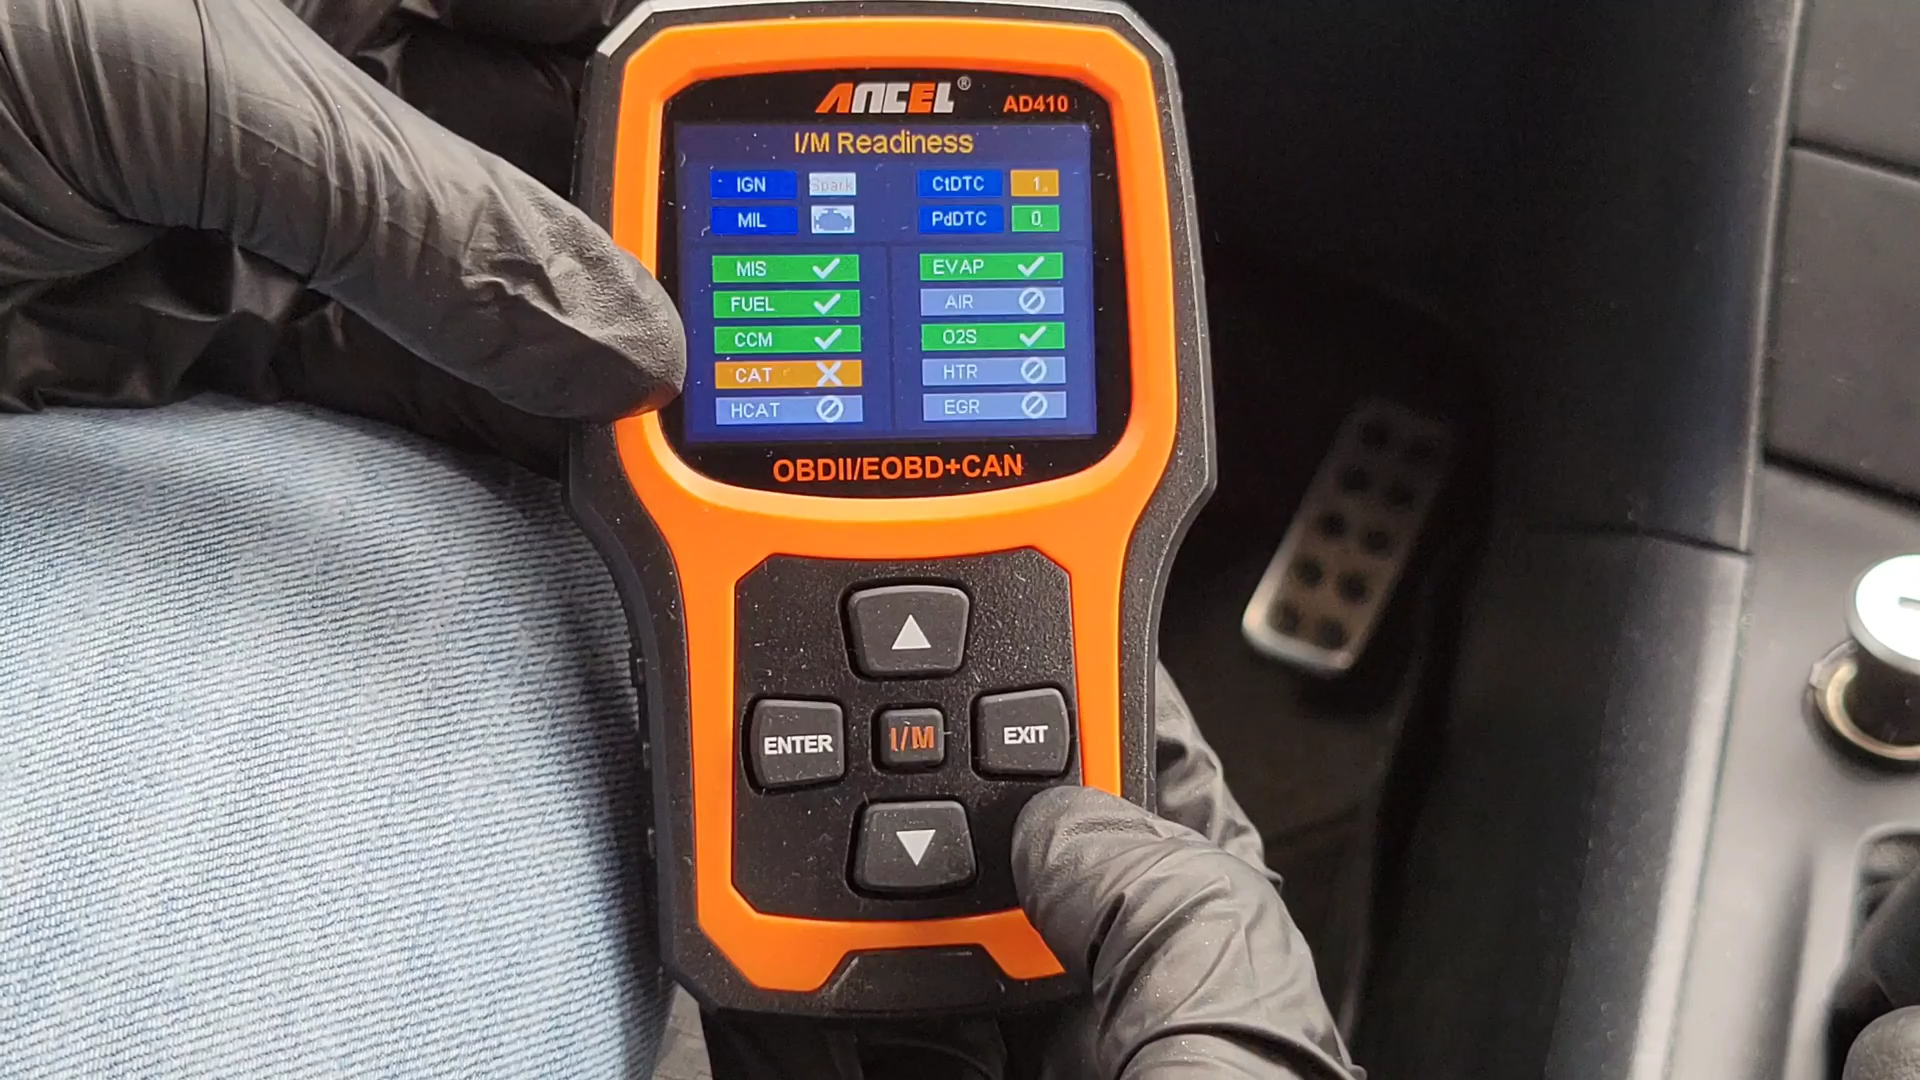 ANCEL®
AD410
I/M Readiness
IGN Spark CtDTC 1
MIL PdDTC 0
MIS EVAP
FUEL AIR
CCM O2S
CAT HTR
HCAT EGR
OBDII/EOBD+CAN
ENTER I/M EXIT